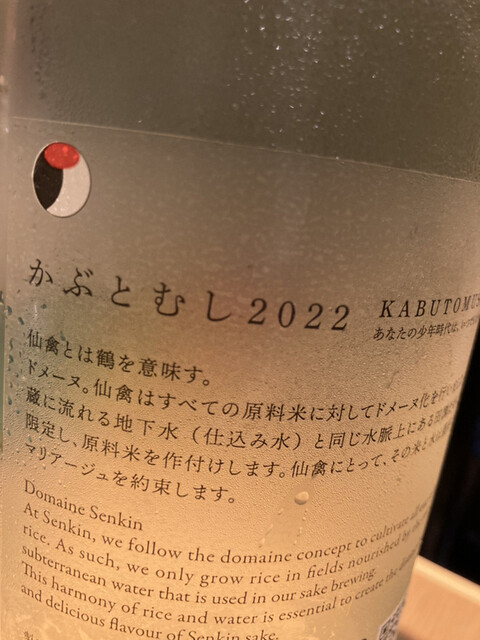 かぶとむし2022
KABUTOMUS
あなたの少年時代は、
仙禽とは鶴を意味す。
ドメーヌ。仙禽はすべての原料米に対してドメーヌ化を行い
蔵に流れる地下水（仕込み水）と同じ水脈上にある
限定し、原料米を作付けします。仙禽にとって、その米と
マリアージュを約束します。
Domaine Senkin
At Senkin, we follow the domaine concept to cultivate all
rice. As such, we only grow rice in fields nourished by the
subterranean water that is used in our sake brewing.
This harmony of rice and water is essential to create the
and delicious flavour of Senkin sake.